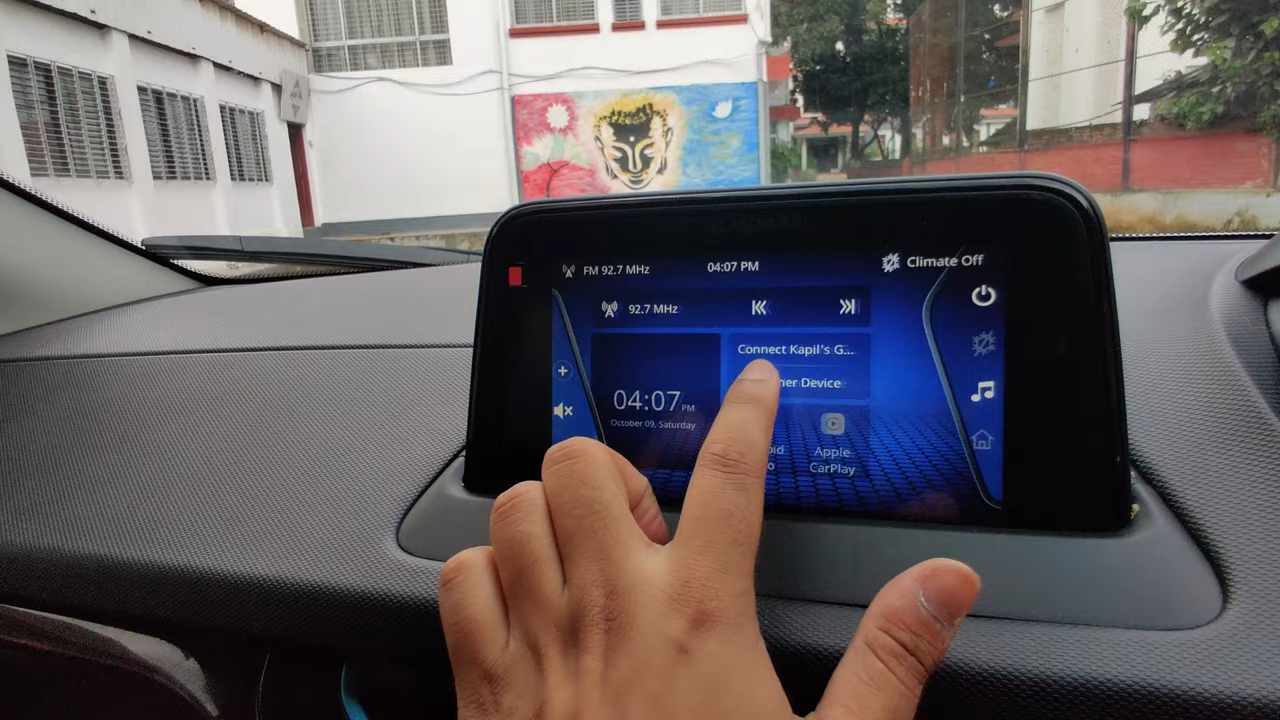 FM 92.7 MHz
04:07 PM
Climate Off
92.7 MHz
Connect Kapil's G...
Device
04:07 PM
October 09, Saturday
Apple
CarPlay